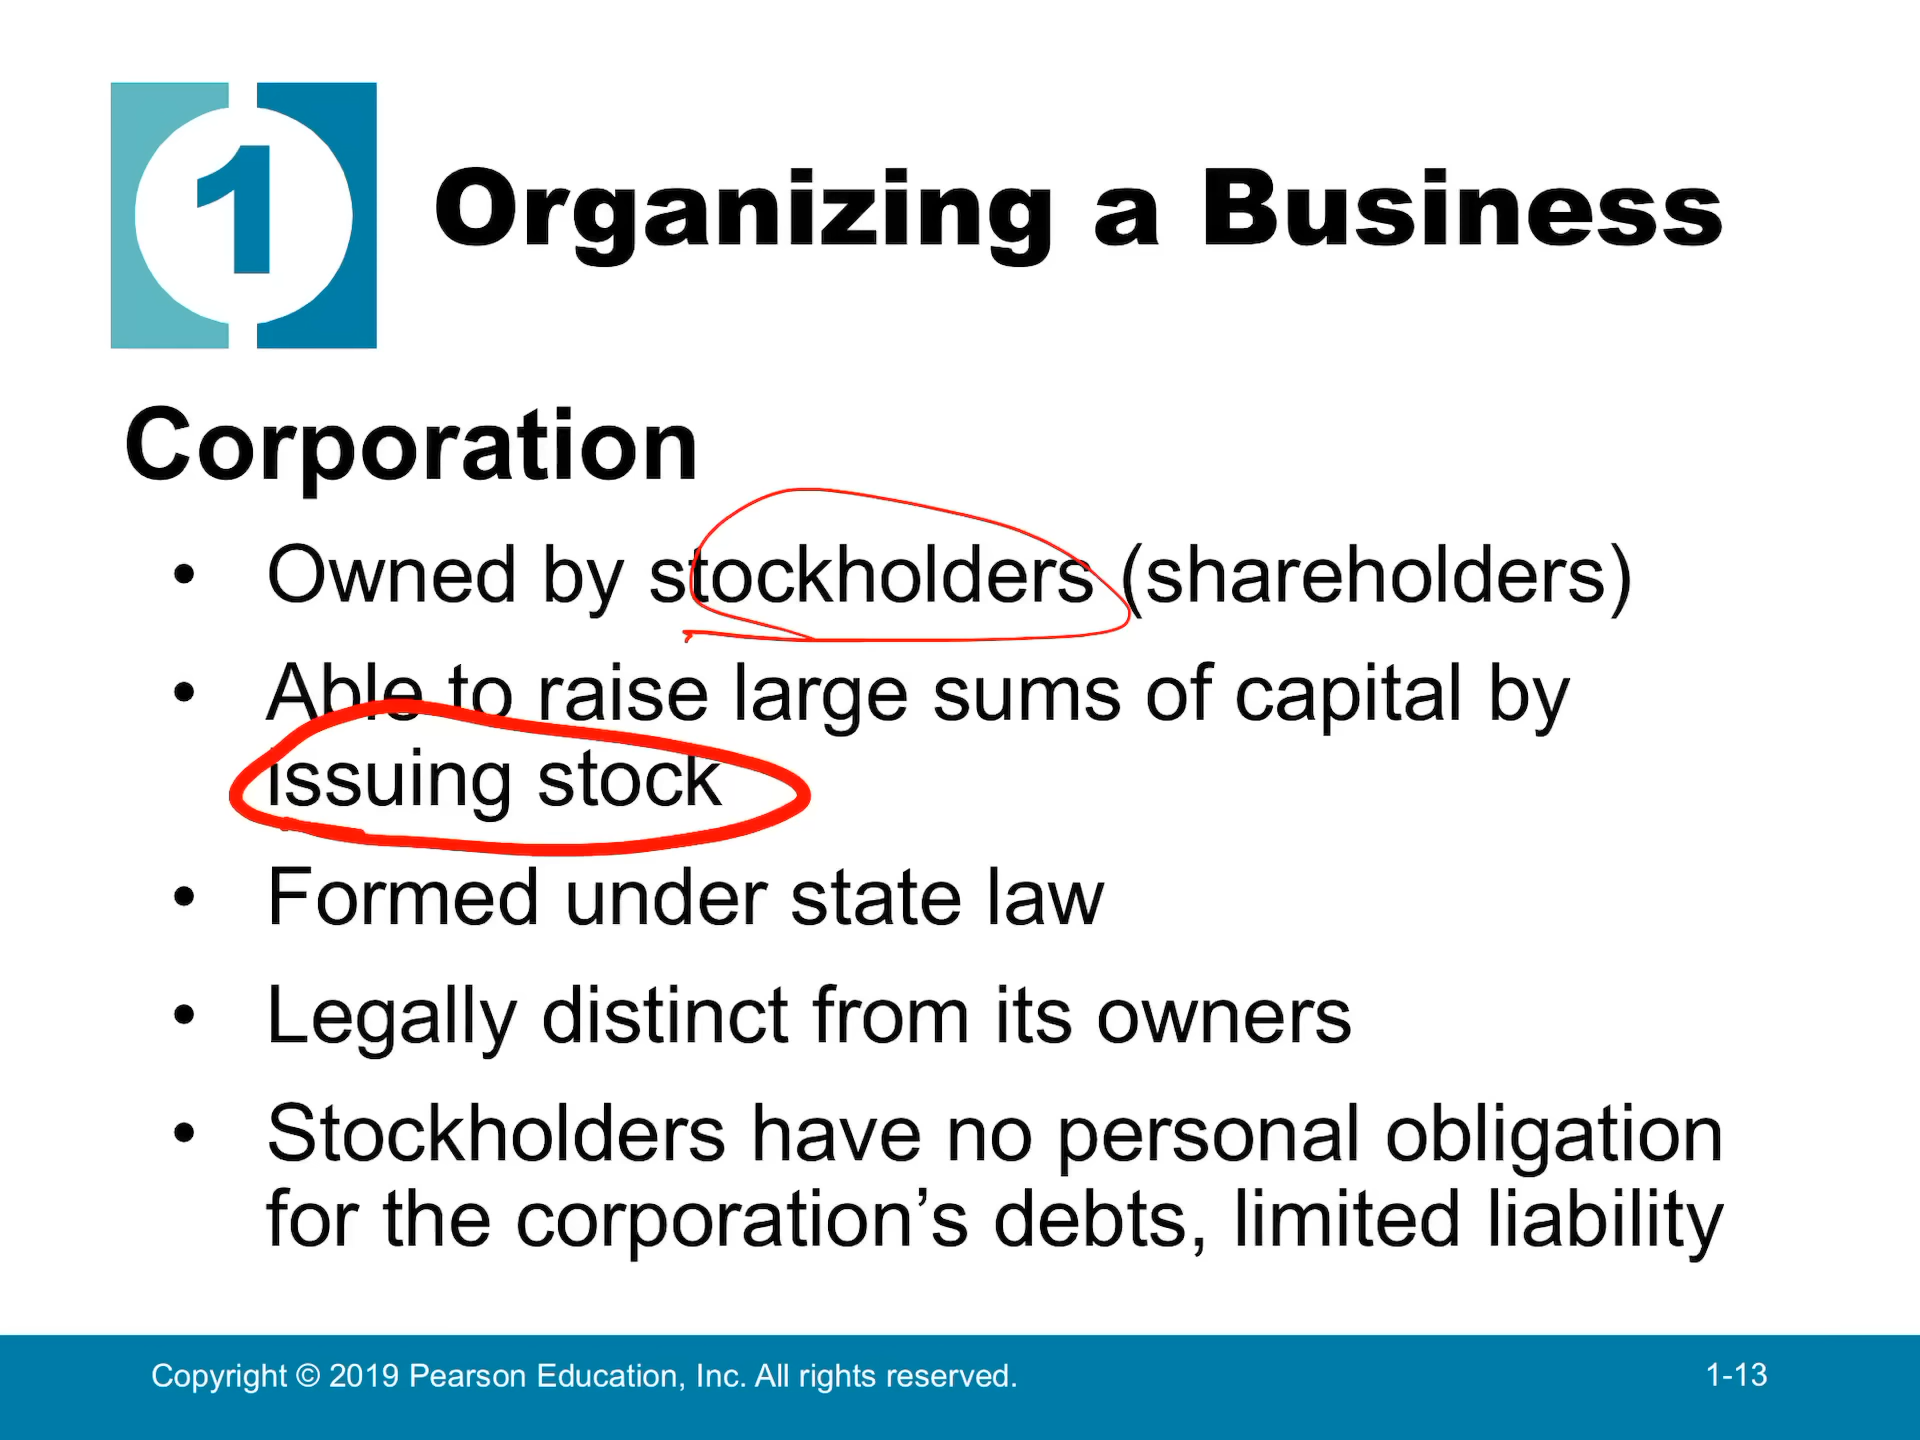 1
Organizing a Business
Corporation
• Owned by stockholders (shareholders)
• Able to raise large sums of capital by
issuing stock
• Formed under state law
• Legally distinct from its owners
• Stockholders have no personal obligation
for the corporation’s debts, limited liability
Copyright © 2019 Pearson Education, Inc. All rights reserved.
1-13